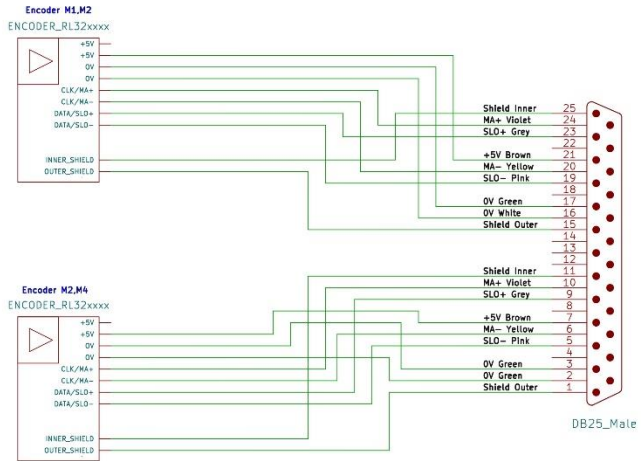 Encoder M1,M2
ENCODER_RL32xxxx
+5V
+5V
0V
0V
CLK/MA+
CLK/MA-
DATA/SLO+
DATA/SLO-
INNER_SHIELD
OUTER_SHIELD
Shield Inner 25
MA+ Violet 24
SLO+ Grey 23
22
+5V Brown 21
MA- Yellow 20
SLO- Pink 19
18
0V Green 17
0V White 16
Shield Outer 15
14
13
12
Shield Inner 11
MA+ Violet 10
SLO+ Grey 9
8
+5V Brown 7
MA- Yellow 6
SLO- Pink 5
4
0V Green 3
0V Green 2
Shield Outer 1
DB25_Male
Encoder M2,M4
ENCODER_RL32xxxx
+5V
+5V
0V
0V
CLK/MA+
CLK/MA-
DATA/SLO+
DATA/SLO-
INNER_SHIELD
OUTER_SHIELD